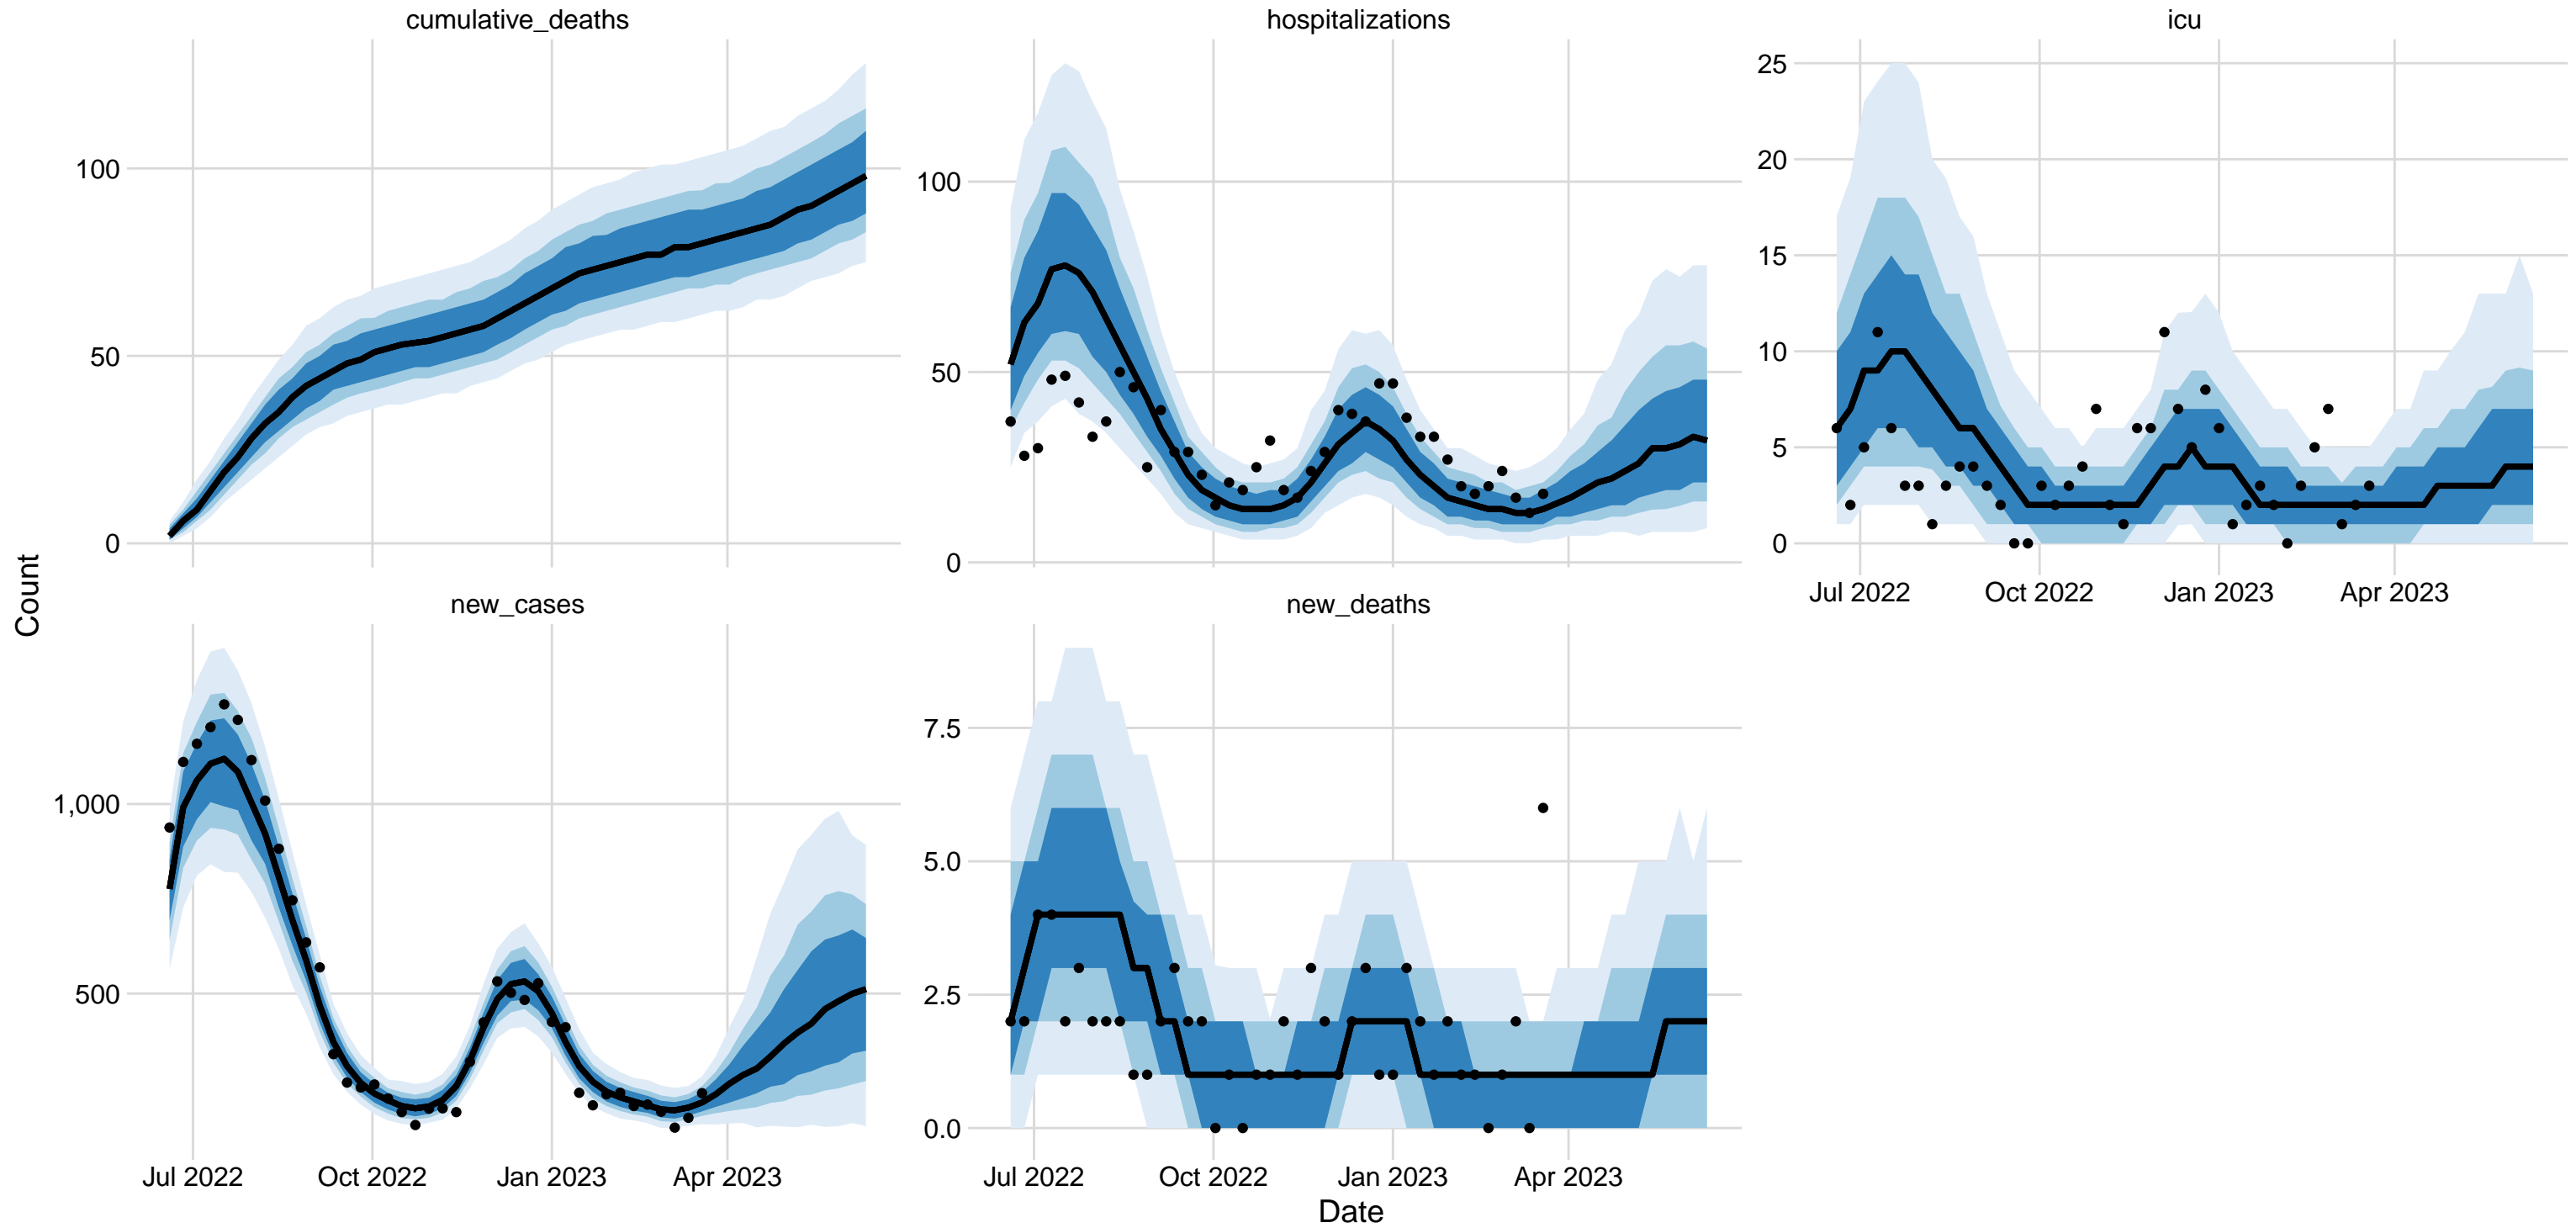 cumulative_deaths
hospitalizations
icu
100
50
0
100
50
0
25
20
15
10
5
0
Jul 2022 Oct 2022 Jan 2023 Apr 2023
Count
new_cases
new_deaths
1,000
500
7.5
5.0
2.5
0.0
Jul 2022 Oct 2022 Jan 2023 Apr 2023
Jul 2022 Oct 2022 Jan 2023 Apr 2023
Date